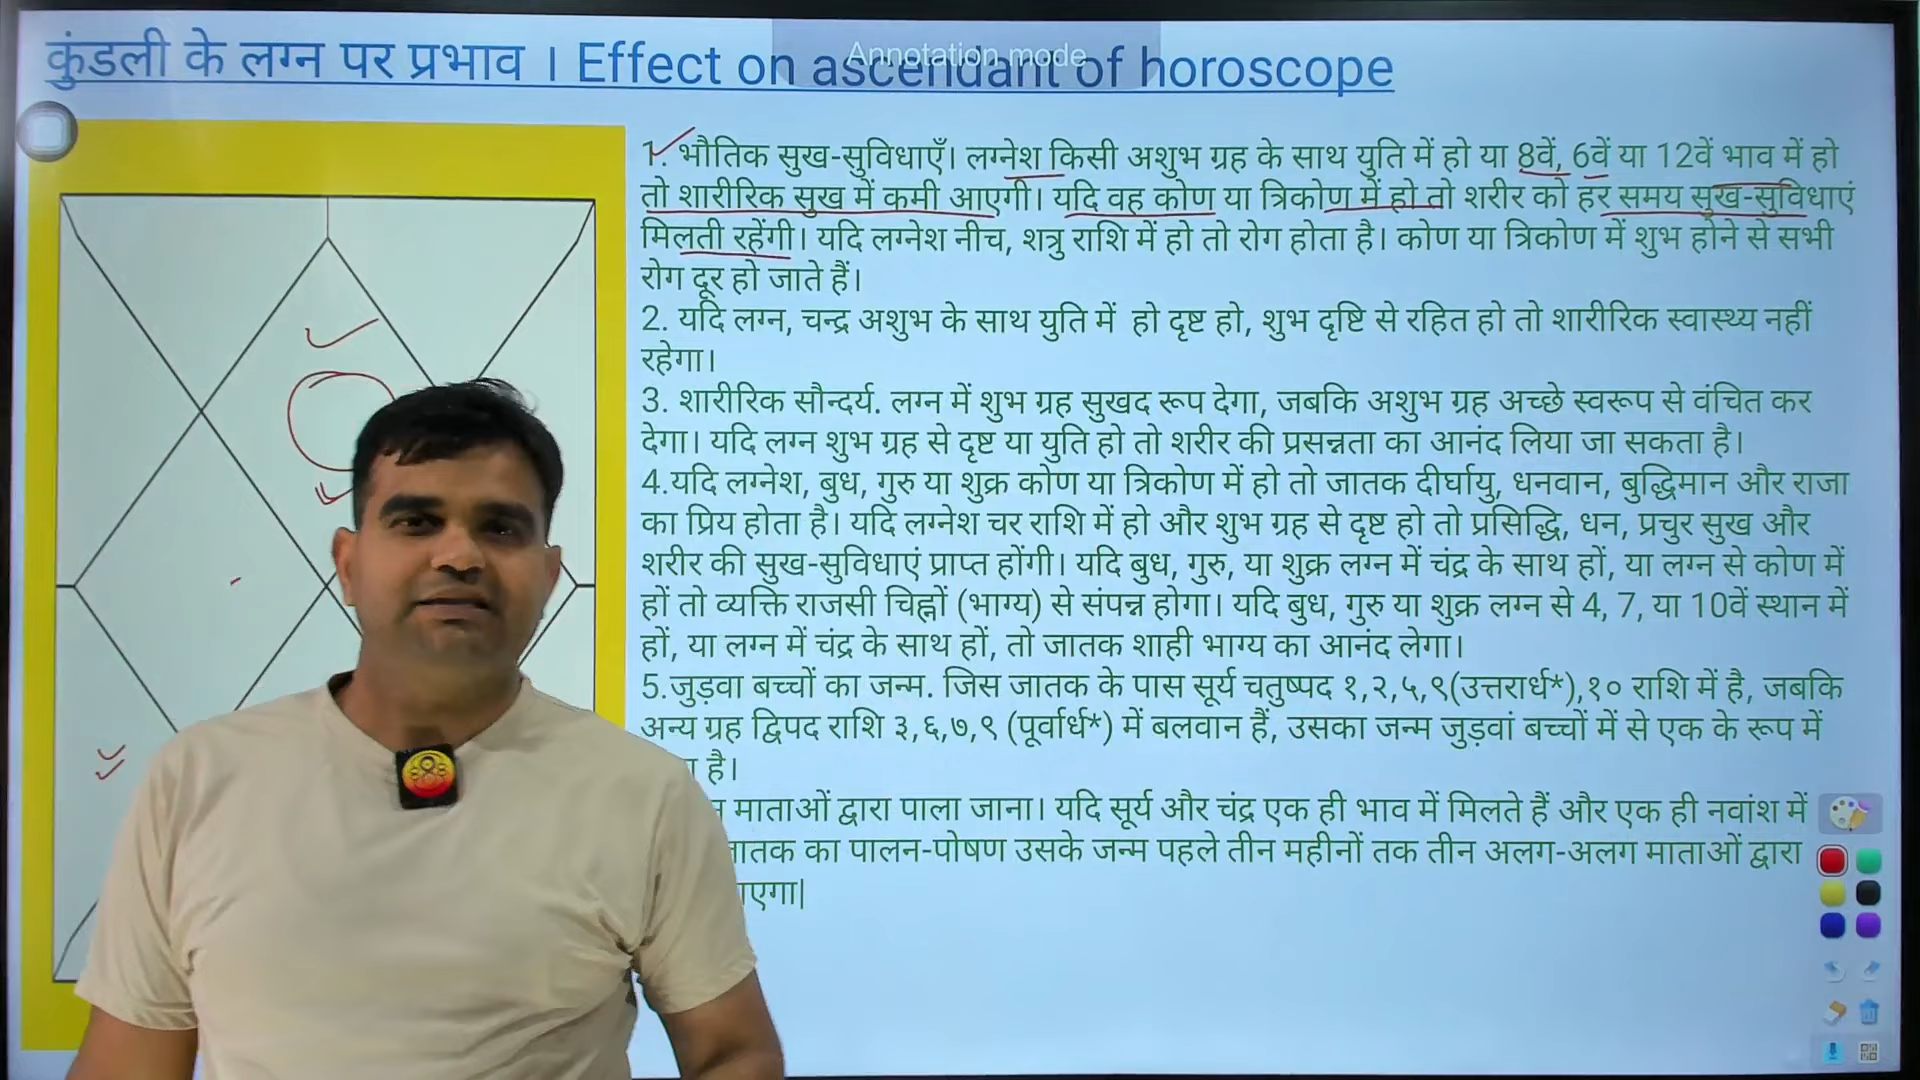 कुंडली के लग्न पर प्रभाव । Effect on ascendant of horoscope
Annotation mode
1. भौतिक सुख-सुविधाएँ। लग्नेश किसी अशुभ ग्रह के साथ युति में हो या 8वें, 6वें या 12वें भाव में हो
तो शारीरिक सुख में कमी आएगी। यदि वह कोण या त्रिकोण में हो तो शरीर को हर समय सुख-सुविधाएं
मिलती रहेंगी। यदि लग्नेश नीच, शत्रु राशि में हो तो रोग होता है। कोण या त्रिकोण में शुभ होने से सभी
रोग दूर हो जाते हैं।
2. यदि लग्न, चन्द्र अशुभ के साथ युति में हो दृष्ट हो, शुभ दृष्टि से रहित हो तो शारीरिक स्वास्थ्य नहीं
रहेगा।
3. शारीरिक सौन्दर्य. लग्न में शुभ ग्रह सुखद रूप देगा, जबकि अशुभ ग्रह अच्छे स्वरूप से वंचित कर
देगा। यदि लग्न शुभ ग्रह से दृष्ट या युति हो तो शरीर की प्रसन्नता का आनंद लिया जा सकता है।
4.यदि लग्नेश, बुध, गुरु या शुक्र कोण या त्रिकोण में हो तो जातक दीर्घायु, धनवान, बुद्धिमान और राजा
का प्रिय होता है। यदि लग्नेश चर राशि में हो और शुभ ग्रह से दृष्ट हो तो प्रसिद्धि, धन, प्रचुर सुख और
शरीर की सुख-सुविधाएं प्राप्त होंगी। यदि बुध, गुरु, या शुक्र लग्न में चंद्र के साथ हों, या लग्न से कोण में
हों तो व्यक्ति राजसी चिह्नों (भाग्य) से संपन्न होगा। यदि बुध, गुरु या शुक्र लग्न से 4, 7, या 10वें स्थान में
हों, या लग्न में चंद्र के साथ हों, तो जातक शाही भाग्य का आनंद लेगा।
5.जुड़वा बच्चों का जन्म. जिस जातक के पास सूर्य चतुष्पद १,२,५,९(उत्तरार्ध*),१० राशि में है, जबकि
अन्य ग्रह द्विपद राशि ३,६,७,९ (पूर्वार्ध*) में बलवान हैं, उसका जन्म जुड़वां बच्चों में से एक के रूप में
है।
माताओं द्वारा पाला जाना। यदि सूर्य और चंद्र एक ही भाव में मिलते हैं और एक ही नवांश में
का पालन-पोषण उसके जन्म पहले तीन महीनों तक तीन अलग-अलग माताओं द्वारा